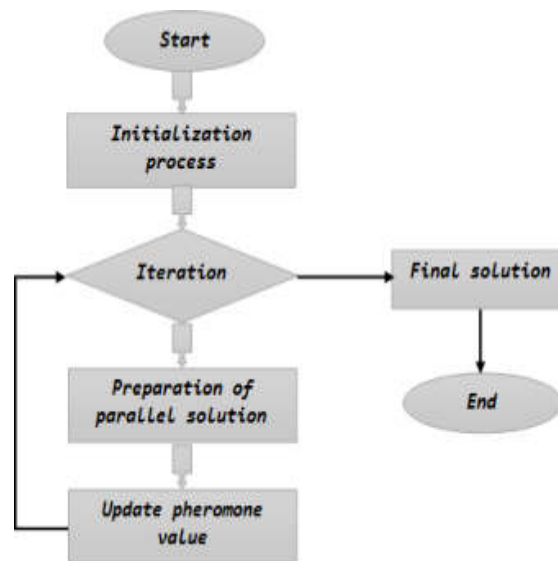 Start
Initialization
process
Iteration
Final solution
Preparation of
parallel solution
End
Update pheromone
value